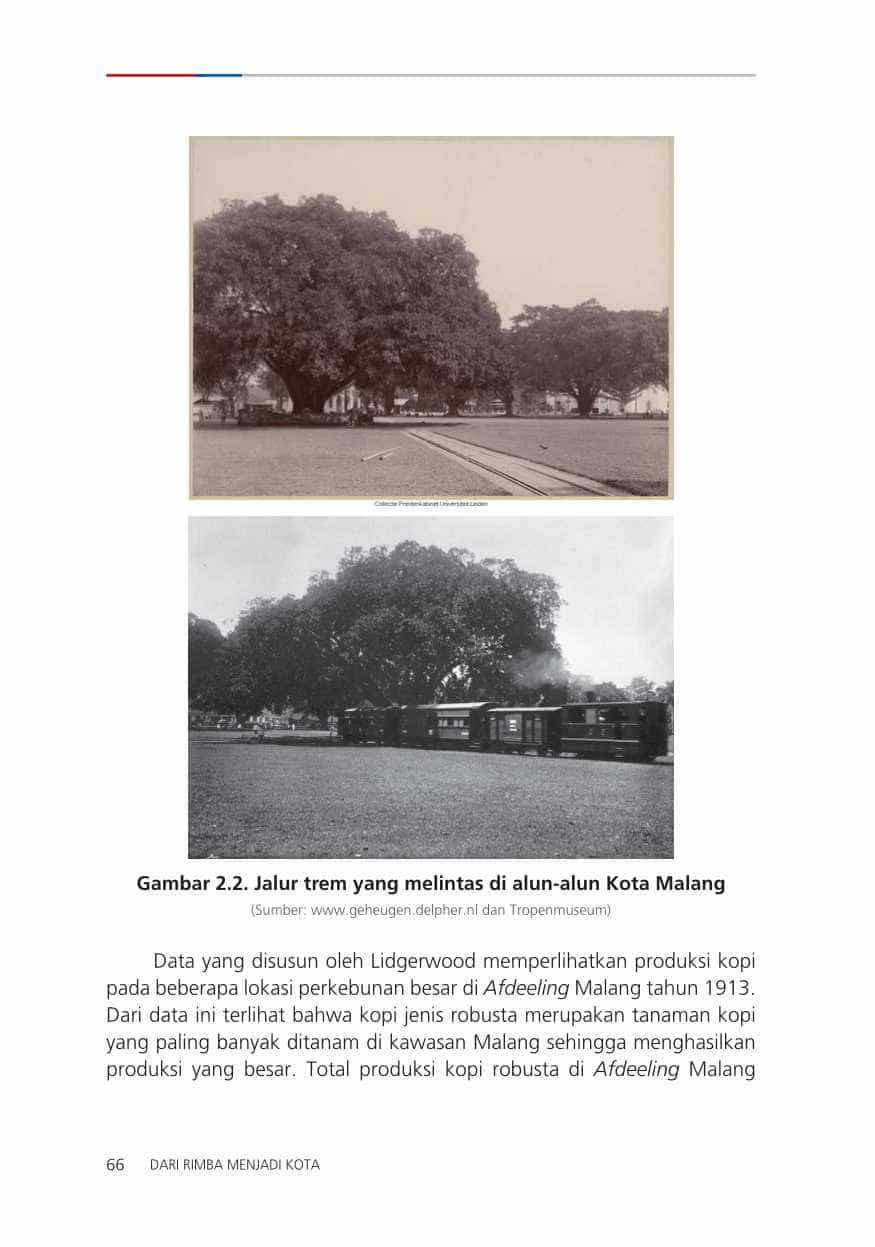 Collectie Prentenkabinet Universiteit Leiden
Gambar 2.2. Jalur trem yang melintas di alun-alun Kota Malang
(Sumber: www.geheugen.delpher.nl dan Tropenmuseum)
Data yang disusun oleh Lidgerwood memperlihatkan produksi kopi
pada beberapa lokasi perkebunan besar di Afdeeling Malang tahun 1913.
Dari data ini terlihat bahwa kopi jenis robusta merupakan tanaman kopi
yang paling banyak ditanam di kawasan Malang sehingga menghasilkan
produksi yang besar. Total produksi kopi robusta di Afdeeling Malang
66 DARI RIMBA MENJADI KOTA